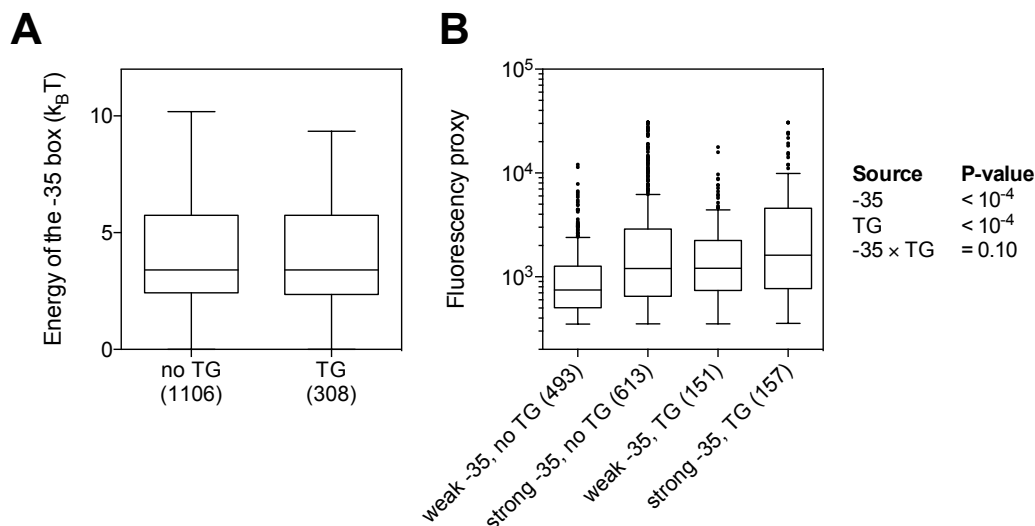 A
Energy of the -35 box (kBT)
10
5
0
no TG
(1106)
TG
(308)
B
Fluorescency proxy
10^5
10^4
10^3
weak -35, no TG (493)
strong -35, no TG (613)
weak -35, TG (151)
strong -35, TG (157)
Source P-value
-35 < 10^-4
TG < 10^-4
-35 × TG = 0.10